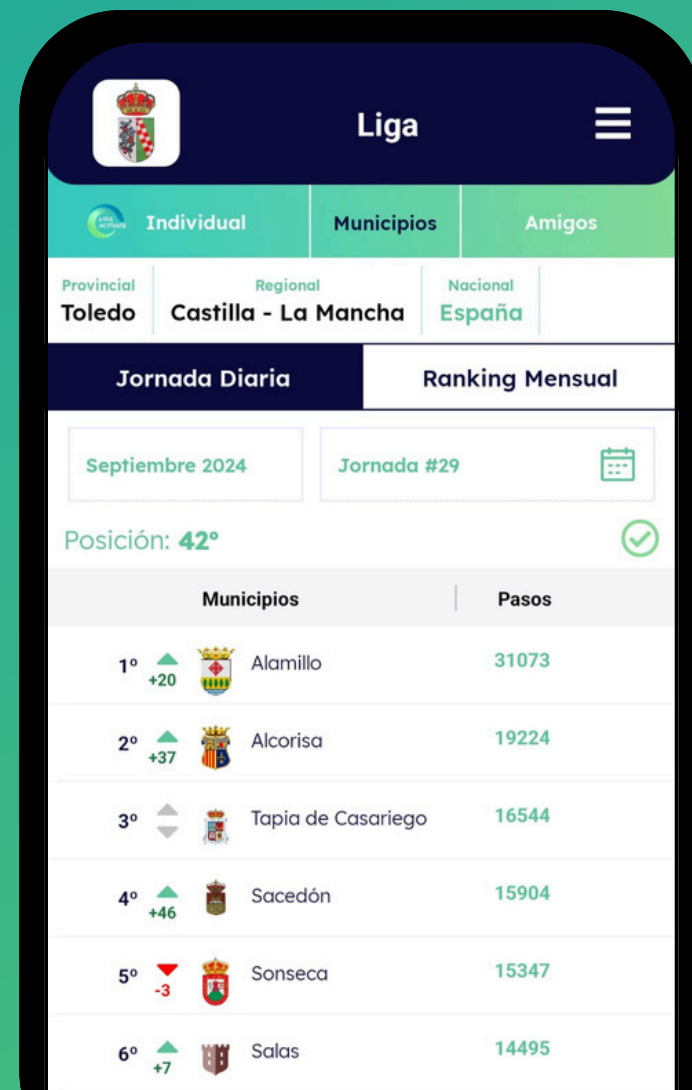 Liga
LIGA
ACTÍVATE
Individual Municipios Amigos
Provincial Regional Nacional
Toledo Castilla - La Mancha España
Jornada Diaria Ranking Mensual
Septiembre 2024 Jornada #29
Posición: 42º
Municipios Pasos
1º +20 Alamillo 31073
2º +37 Alcorisa 19224
3º Tapia de Casariego 16544
4º +46 Sacedón 15904
5º -3 Sonseca 15347
6º +7 Salas 14495